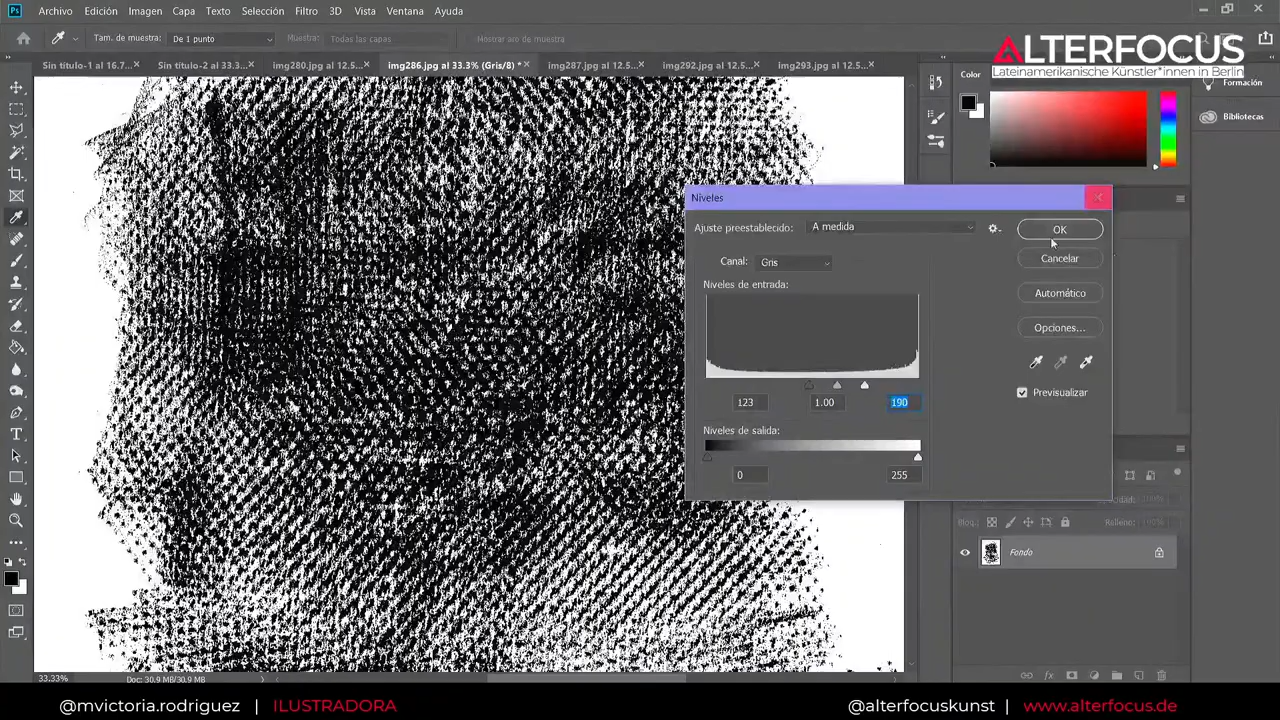 Ps Archivo Edición Imagen Capa Texto Selección Filtro 3D Vista Ventana Ayuda
Tam. de muestra: De 1 punto Muestra: Todas las capas Mostrar aro de muestra
ALTERFOCUS
Lateinamerikanische Künstler*innen in Berlin
Sin título-1 al 16.7... Sin título-2 al 33.3... img280.jpg al 12.5... img286.jpg al 33.3% (Gris/8) * img287.jpg al 12.5... img292.jpg al 12.5... img293.jpg al 12.5...
Color
Formación
Bibliotecas
Niveles
Ajuste preestablecido: A medida
OK
Canal: Gris
Cancelar
Niveles de entrada:
Automático
Opciones...
Previsualizar
123 1.00 190
Niveles de salida:
0 255
Bloq.: Relleno: 100%
Fondo
33.33% Doc: 30.9 MB/30.9 MB
@mvictoria.rodriguez | ILUSTRADORA @alterfocuskunst | www.alterfocus.de